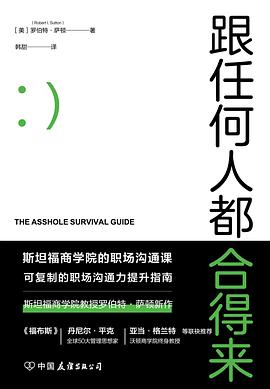 (Robert I. Sutton)
[美]罗伯特·萨顿———著
韩甜———译
跟任何人都合得来
:)
THE ASSHOLE SURVIVAL GUIDE
斯坦福商学院的职场沟通课
可复制的职场沟通力提升指南
斯坦福商学院教授罗伯特·萨顿新作
《福布斯》 丹尼尔·平克 亚当·格兰特 等联袂推荐
全球50大管理思想家 沃顿商学院终身教授
中国友谊出版公司